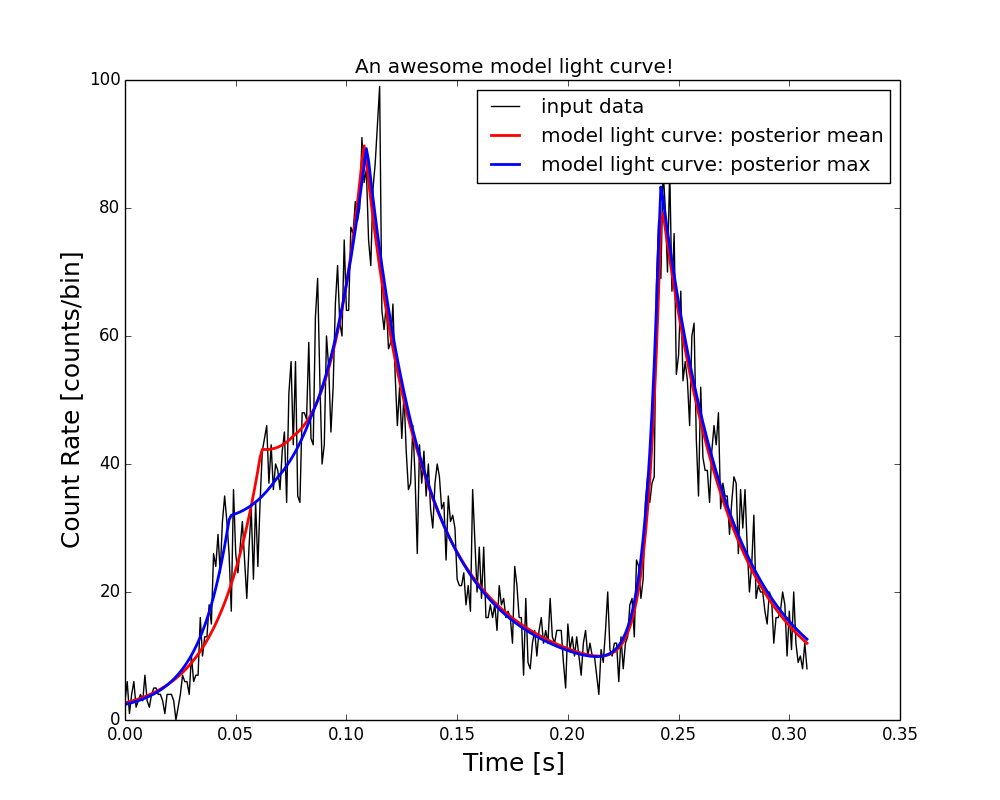 An awesome model light curve!
input data
model light curve: posterior mean
model light curve: posterior max
Count Rate [counts/bin]
100
80
60
40
20
0
0.00 0.05 0.10 0.15 0.20 0.25 0.30 0.35
Time [s]